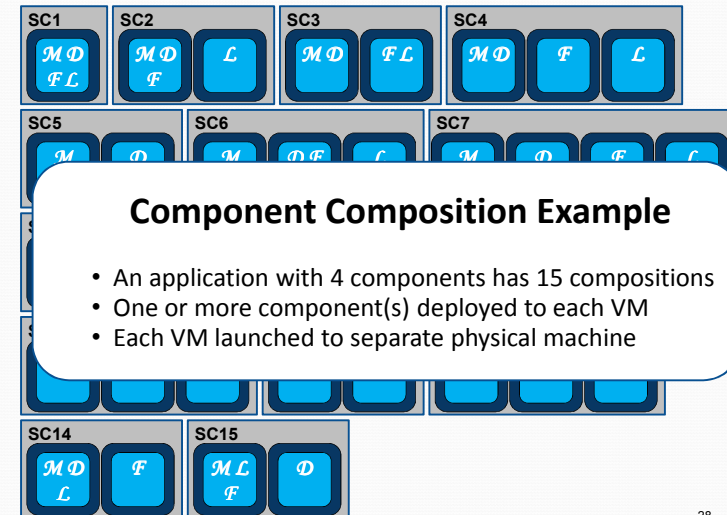 SC1 SC2 SC3 SC4
M D M D L M D F L M D F L
F L F
SC5 SC6 SC7
M D M D F L M D F L
Component Composition Example
• An application with 4 components has 15 compositions
• One or more component(s) deployed to each VM
• Each VM launched to separate physical machine
SC14 SC15
M D F M L D
L F